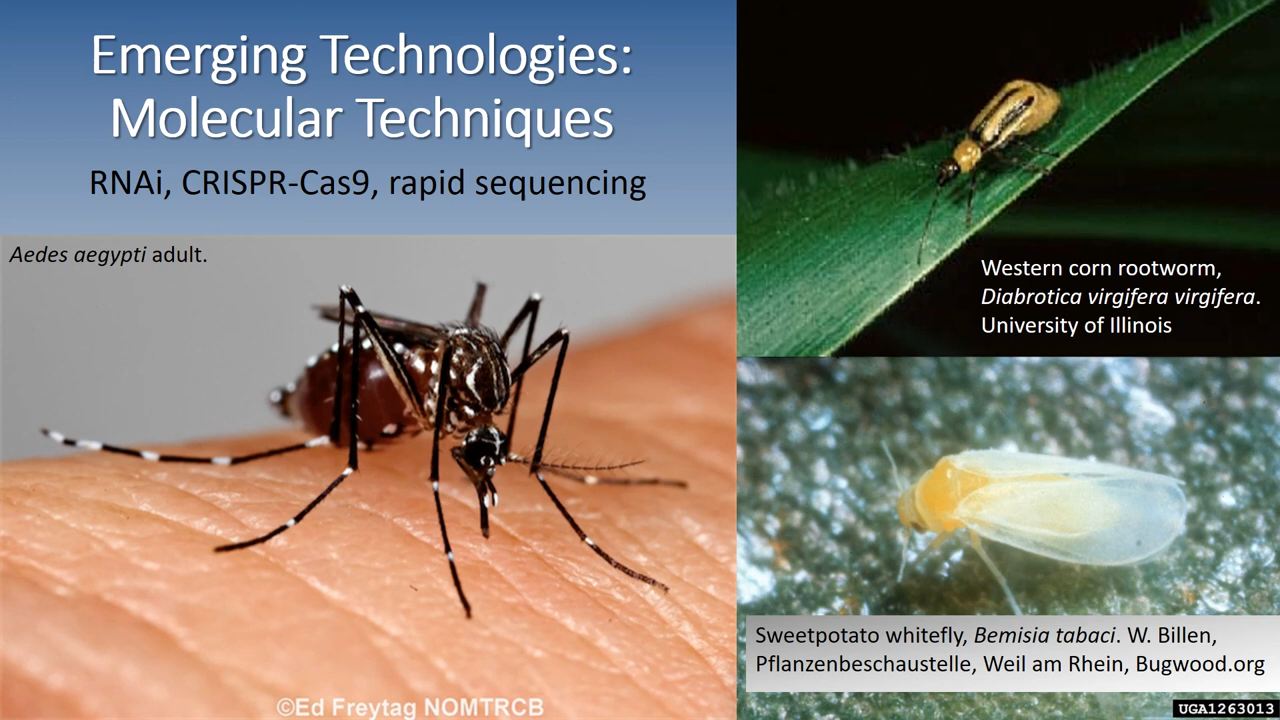 Emerging Technologies:
Molecular Techniques
RNAi, CRISPR-Cas9, rapid sequencing
Aedes aegypti adult.
©Ed Freytag NOMTRCB
Western corn rootworm,
Diabrotica virgifera virgifera.
University of Illinois
Sweetpotato whitefly, Bemisia tabaci. W. Billen,
Pflanzenbeschaustelle, Weil am Rhein, Bugwood.org
UGA1263013